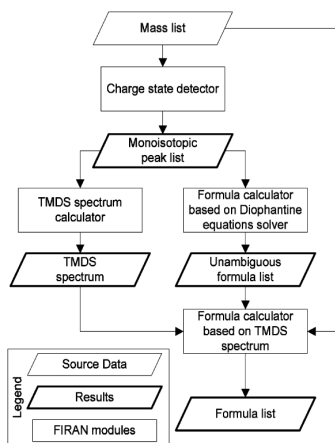 Mass list
Charge state detector
Monoisotopic
peak list
TMDS spectrum
calculator
Formula calculator
based on Diophantine
equations solver
TMDS
spectrum
Unambiguous
formula list
Formula calculator
based on TMDS
spectrum
Formula list
Legend
Source Data
Results
FIRAN modules